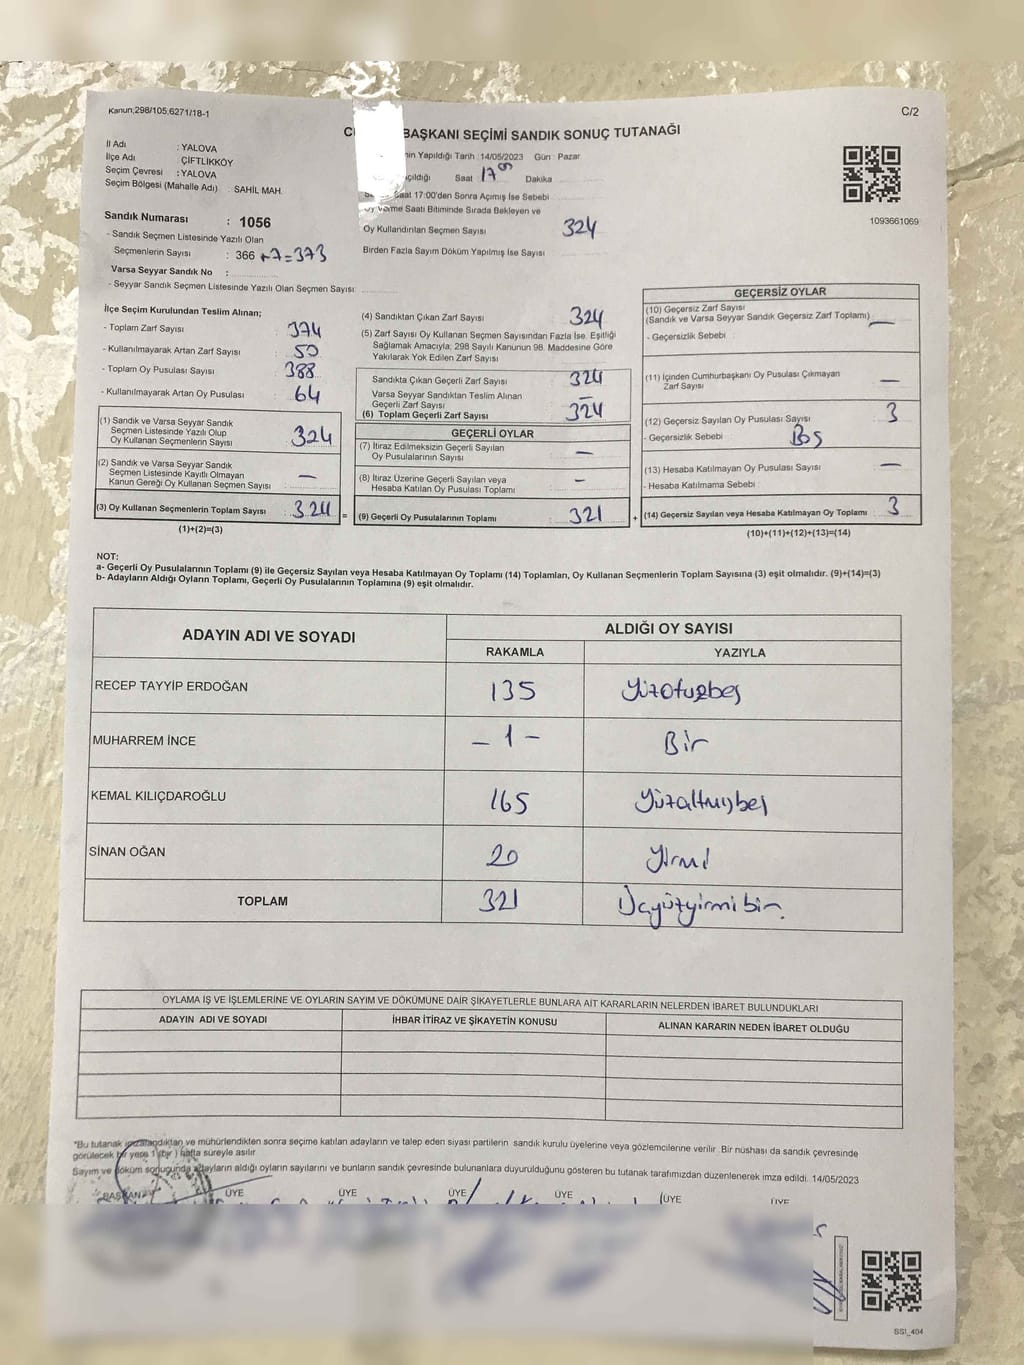 Kanun;298/105,6271/18-1
C/2
BAŞKANI SEÇİMİ SANDIK SONUÇ TUTANAĞI
İl Adı : YALOVA
İlçe Adı : ÇİFTLİKKÖY
Seçim Çevresi : YALOVA
Seçim Bölgesi (Mahalle Adı) : SAHİL MAH.
Yapıldığı Tarih : 14/05/2023 Gün : Pazar
Saat 17 Dakika
17:00'den Sonra Açımış İse Sebebi
Verme Saati Bitiminde Sırada Bekleyen ve
Oy Kullandırılan Seçmen Sayısı 324
Birden Fazla Sayım Döküm Yapılmış İse Sayısı
1093661069
Sandık Numarası : 1056
- Sandık Seçmen Listesinde Yazılı Olan
Seçmenlerin Sayısı : 366 +7=373
Varsa Seyyar Sandık No :
- Seyyar Sandık Seçmen Listesinde Yazılı Olan Seçmen Sayısı
İlçe Seçim Kurulundan Teslim Alınan;
- Toplam Zarf Sayısı : 374
- Kullanılmayarak Artan Zarf Sayısı : 50
- Toplam Oy Pusulası Sayısı : 388
- Kullanılmayarak Artan Oy Pusulası : 64
(1) Sandık ve Varsa Seyyar Sandık
Seçmen Listesinde Yazılı Olup
Oy Kullanan Seçmenlerin Sayısı : 324
(2) Sandık ve Varsa Seyyar Sandık
Seçmen Listesinde Kayıtlı Olmayan
Kanun Gereği Oy Kullanan Seçmen Sayısı : —
(3) Oy Kullanan Seçmenlerin Toplam Sayısı : 324
(1)+(2)=(3)
(4) Sandıktan Çıkan Zarf Sayısı 324
(5) Zarf Sayısı Oy Kullanan Seçmen Sayısından Fazla İse, Eşitliği
Sağlamak Amacıyla; 298 Sayılı Kanunun 98. Maddesine Göre
Yakılarak Yok Edilen Zarf Sayısı
Sandıkta Çıkan Geçerli Zarf Sayısı 324
Varsa Seyyar Sandıktan Teslim Alınan
Geçerli Zarf Sayısı —
(6) Toplam Geçerli Zarf Sayısı 324
=
GEÇERLİ OYLAR
(7) İtiraz Edilmeksizin Geçerli Sayılan
Oy Pusulalarının Sayısı : —
(8) İtiraz Üzerine Geçerli Sayılan veya
Hesaba Katılan Oy Pusulası Toplamı : —
(9) Geçerli Oy Pusulalarının Toplamı : 321
+
GEÇERSİZ OYLAR
(10) Geçersiz Zarf Sayısı
(Sandık ve Varsa Seyyar Sandık Geçersiz Zarf Toplamı) —
- Geçersizlik Sebebi :
(11) İçinden Cumhurbaşkanı Oy Pusulası Çıkmayan
Zarf Sayısı —
(12) Geçersiz Sayılan Oy Pusulası Sayısı 3
- Geçersizlik Sebebi : Boş
(13) Hesaba Katılmayan Oy Pusulası Sayısı —
- Hesaba Katılmama Sebebi :
(14) Geçersiz Sayılan veya Hesaba Katılmayan Oy Toplamı 3
(10)+(11)+(12)+(13)=(14)
NOT:
a- Geçerli Oy Pusulalarının Toplamı (9) ile Geçersiz Sayılan veya Hesaba Katılmayan Oy Toplamı (14) Toplamları, Oy Kullanan Seçmenlerin Toplam Sayısına (3) eşit olmalıdır. (9)+(14)=(3)
b- Adayların Aldığı Oyların Toplamı, Geçerli Oy Pusulalarının Toplamına (9) eşit olmalıdır.
ADAYIN ADI VE SOYADI ALDIĞI OY SAYISI
RAKAMLA YAZIYLA
RECEP TAYYİP ERDOĞAN 135 Yüzotuzbeş
MUHARREM İNCE – 1 – Bir
KEMAL KILIÇDAROĞLU 165 Yüzaltmışbeş
SİNAN OĞAN 20 Yirmi
TOPLAM 321 Üçyüzyirmibir.
OYLAMA İŞ VE İŞLEMLERİNE VE OYLARIN SAYIM VE DÖKÜMÜNE DAİR ŞİKAYETLERLE BUNLARA AİT KARARLARIN NELERDEN İBARET BULUNDUKLARI
ADAYIN ADI VE SOYADI İHBAR İTİRAZ VE ŞİKAYETİN KONUSU ALINAN KARARIN NEDEN İBARET OLDUĞU
*Bu tutanak imzalandıktan ve mühürlendikten sonra seçime katılan adayların ve talep eden siyasi partilerin sandık kurulu üyelerine veya gözlemcilerine verilir. Bir nüshası da sandık çevresinde
görülecek bir yere 1 (bir) hafta süreyle asılır.
Sayım ve döküm sonucunda adayların aldığı oyların sayılarını ve bunların sandık çevresinde bulunanlara duyurulduğunu gösteren bu tutanak tarafımızdan düzenlenerek imza edildi. 14/05/2023
BAŞKAN ÜYE ÜYE ÜYE ÜYE ÜYE ÜYE
SSİ_404